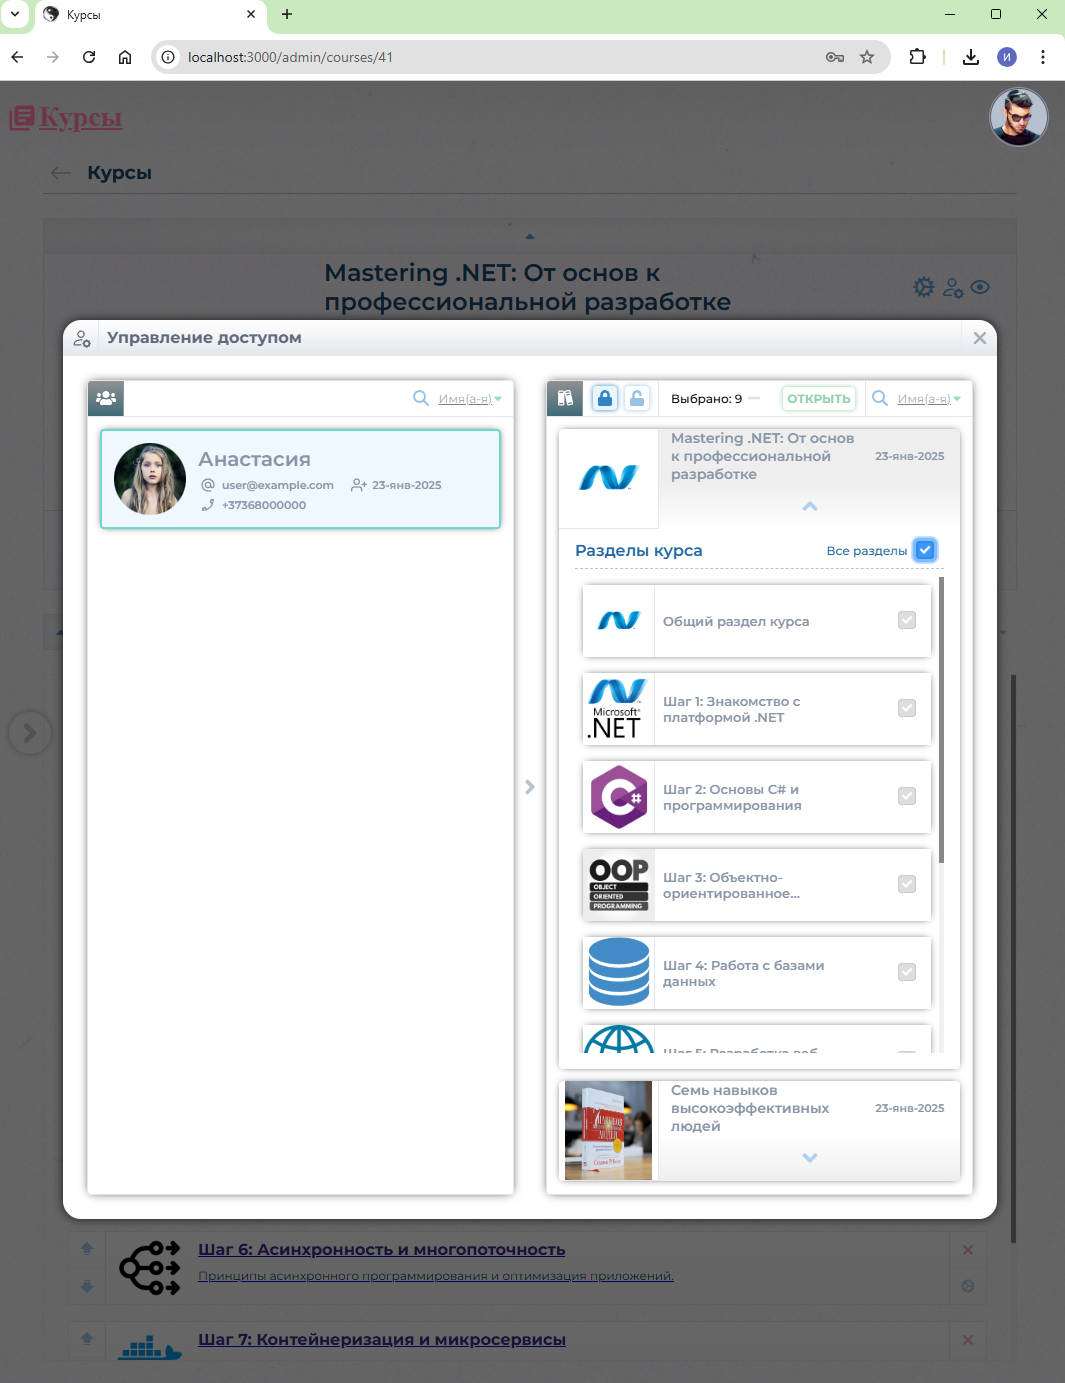 Курсы
localhost:3000/admin/courses/41
И
Курсы
Курсы
Mastering .NET: От основ к
профессиональной разработке
Управление доступом
Имя(а-я)
Выбрано: 9
ОТКРЫТЬ
Имя(а-я)
Анастасия
user@example.com
23-янв-2025
+37368000000
Mastering .NET: От основ
к профессиональной
разработке
23-янв-2025
Разделы курса
Все разделы
Общий раздел курса
Microsoft®
.NET
Шаг 1: Знакомство с
платформой .NET
C#
Шаг 2: Основы C# и
программирования
OOP
OBJECT
ORIENTED
PROGRAMMING
Шаг 3: Объектно-
ориентированное...
Шаг 4: Работа с базами
данных
Шаг 5: Разработка веб
Семь навыков
высокоэффективных
людей
23-янв-2025
Шаг 6: Асинхронность и многопоточность
Принципы асинхронного программирования и оптимизация приложений.
Шаг 7: Контейнеризация и микросервисы